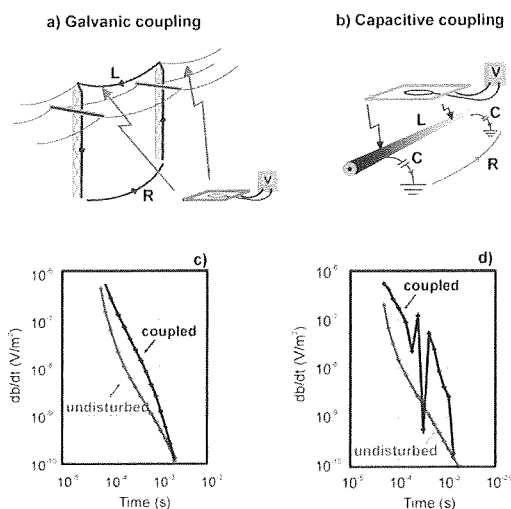 a) Galvanic coupling
L
R
V
b) Capacitive coupling
V
L
C
C
R
c)
db/dt (V/m²)
10⁻⁶
10⁻⁷
10⁻⁸
10⁻⁹
10⁻¹⁰
coupled
undisturbed
10⁻⁵ 10⁻⁴ 10⁻³ 10⁻²
Time (s)
d)
db/dt (V/m²)
10⁻⁶
10⁻⁷
10⁻⁸
10⁻⁹
10⁻¹⁰
coupled
undisturbed
10⁻⁵ 10⁻⁴ 10⁻³ 10⁻²
Time (s)